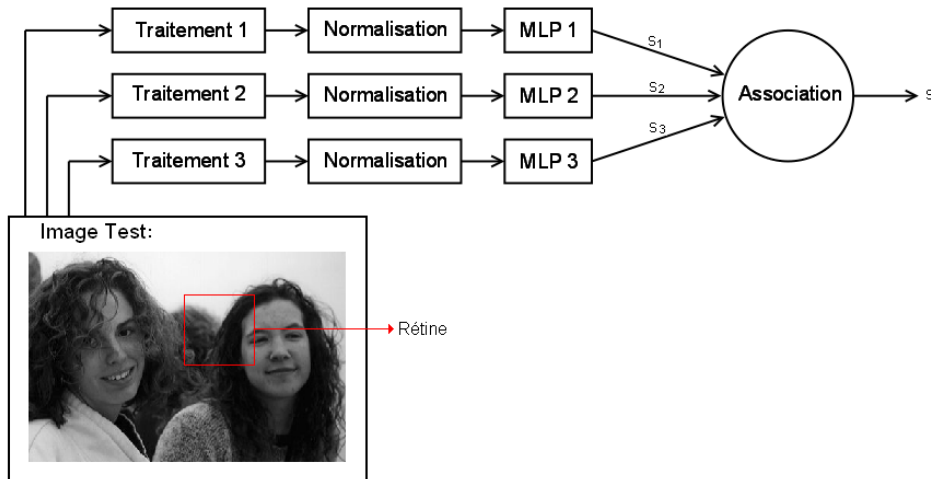 Traitement 1 Normalisation MLP 1 S1
Traitement 2 Normalisation MLP 2 S2 Association s
Traitement 3 Normalisation MLP 3 S3
Image Test:
Rétine